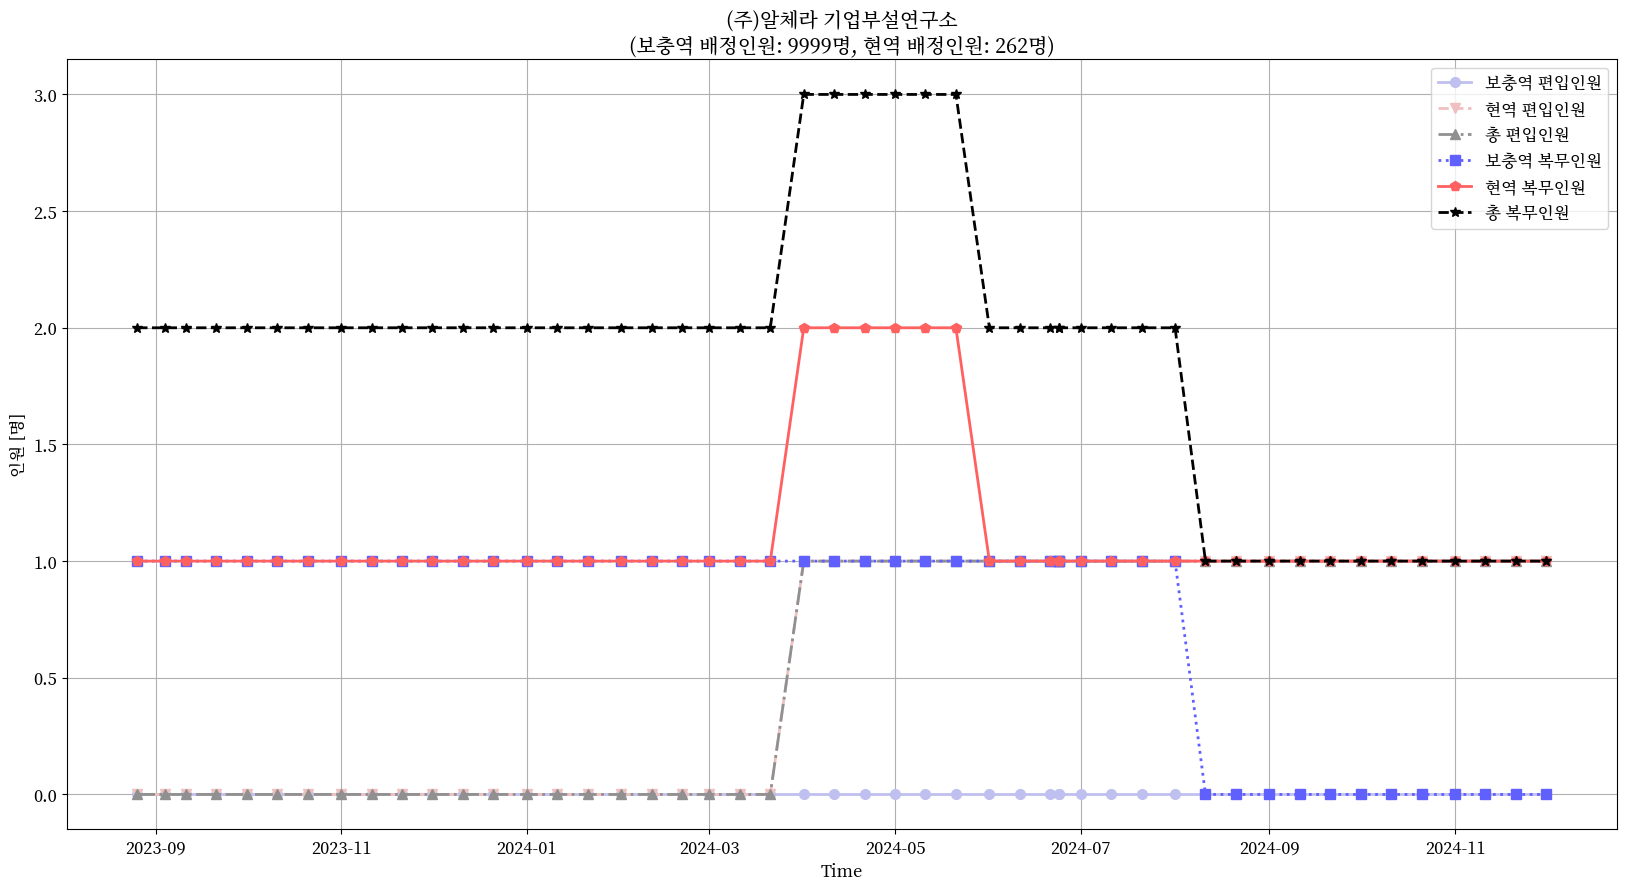 (주)알체라 기업부설연구소
(보충역 배정인원: 9999명, 현역 배정인원: 262명)
보충역 편입인원
현역 편입인원
총 편입인원
보충역 복무인원
현역 복무인원
총 복무인원
인원 [명]
3.0
2.5
2.0
1.5
1.0
0.5
0.0
2023-09 2023-11 2024-01 2024-03 2024-05 2024-07 2024-09 2024-11
Time